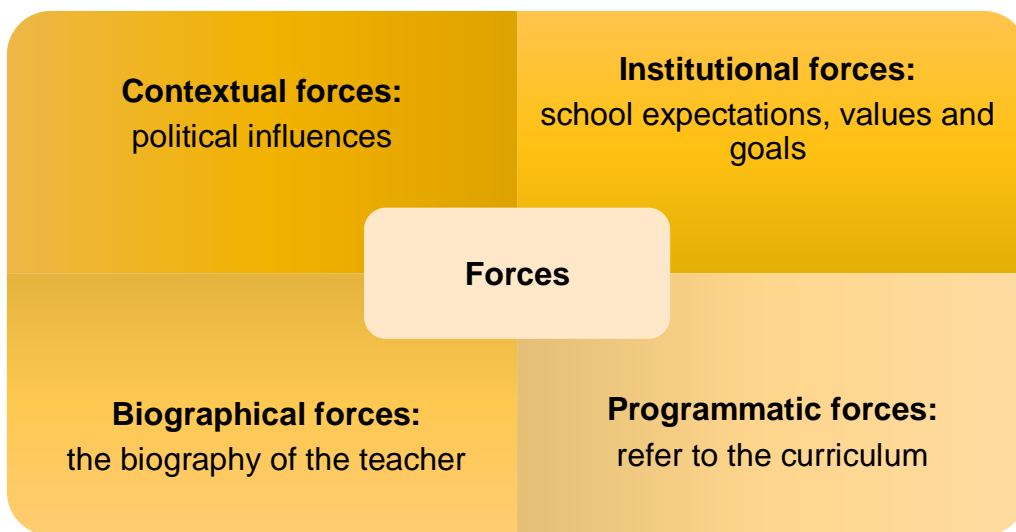 Contextual forces:
political influences
Institutional forces:
school expectations, values and
goals
Forces
Biographical forces:
the biography of the teacher
Programmatic forces:
refer to the curriculum